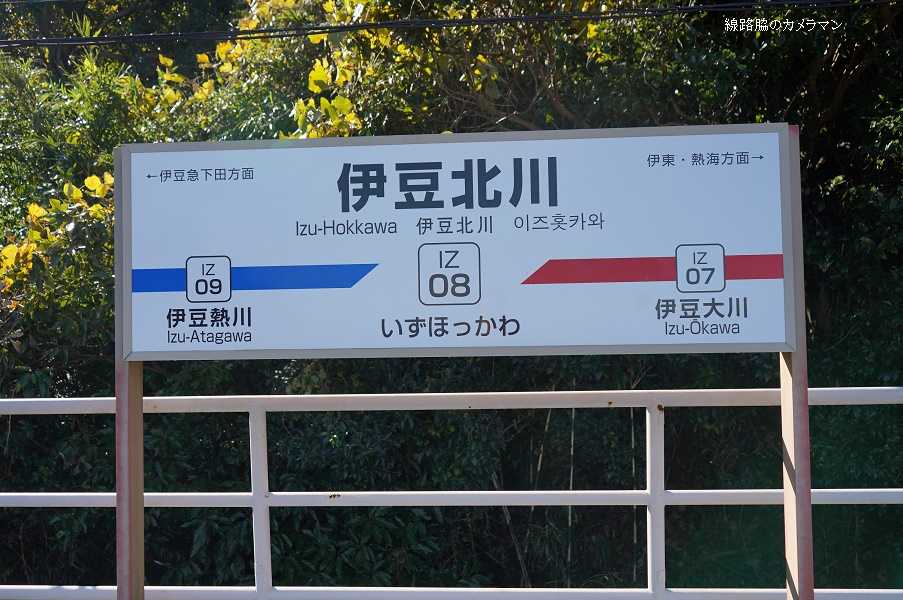 線路脇のカメラマン
←伊豆急下田方面
伊豆北川
伊東・熱海方面→
Izu-Hokkawa 伊豆北川 이즈홋카와
IZ
09
IZ
08
IZ
07
伊豆熱川
Izu-Atagawa
いずほっかわ
伊豆大川
Izu-Ōkawa